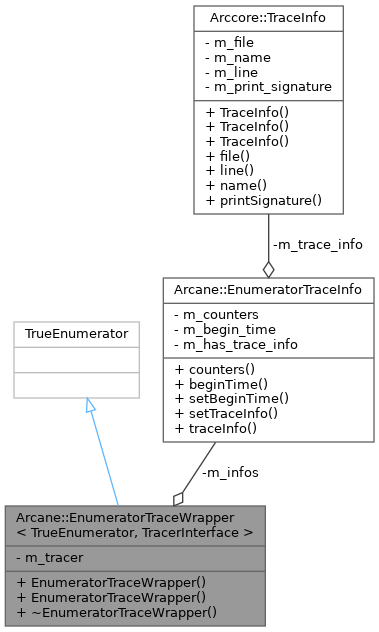 Arccore::TraceInfo
- m_file
- m_name
- m_line
- m_print_signature
+ TraceInfo()
+ TraceInfo()
+ TraceInfo()
+ file()
+ line()
+ name()
+ printSignature()
-m_trace_info
Arcane::EnumeratorTraceInfo
- m_counters
- m_begin_time
- m_has_trace_info
+ counters()
+ beginTime()
+ setBeginTime()
+ setTraceInfo()
+ traceInfo()
TrueEnumerator
-m_infos
Arcane::EnumeratorTraceWrapper
< TrueEnumerator, TracerInterface >
- m_tracer
+ EnumeratorTraceWrapper()
+ EnumeratorTraceWrapper()
+ ~EnumeratorTraceWrapper()